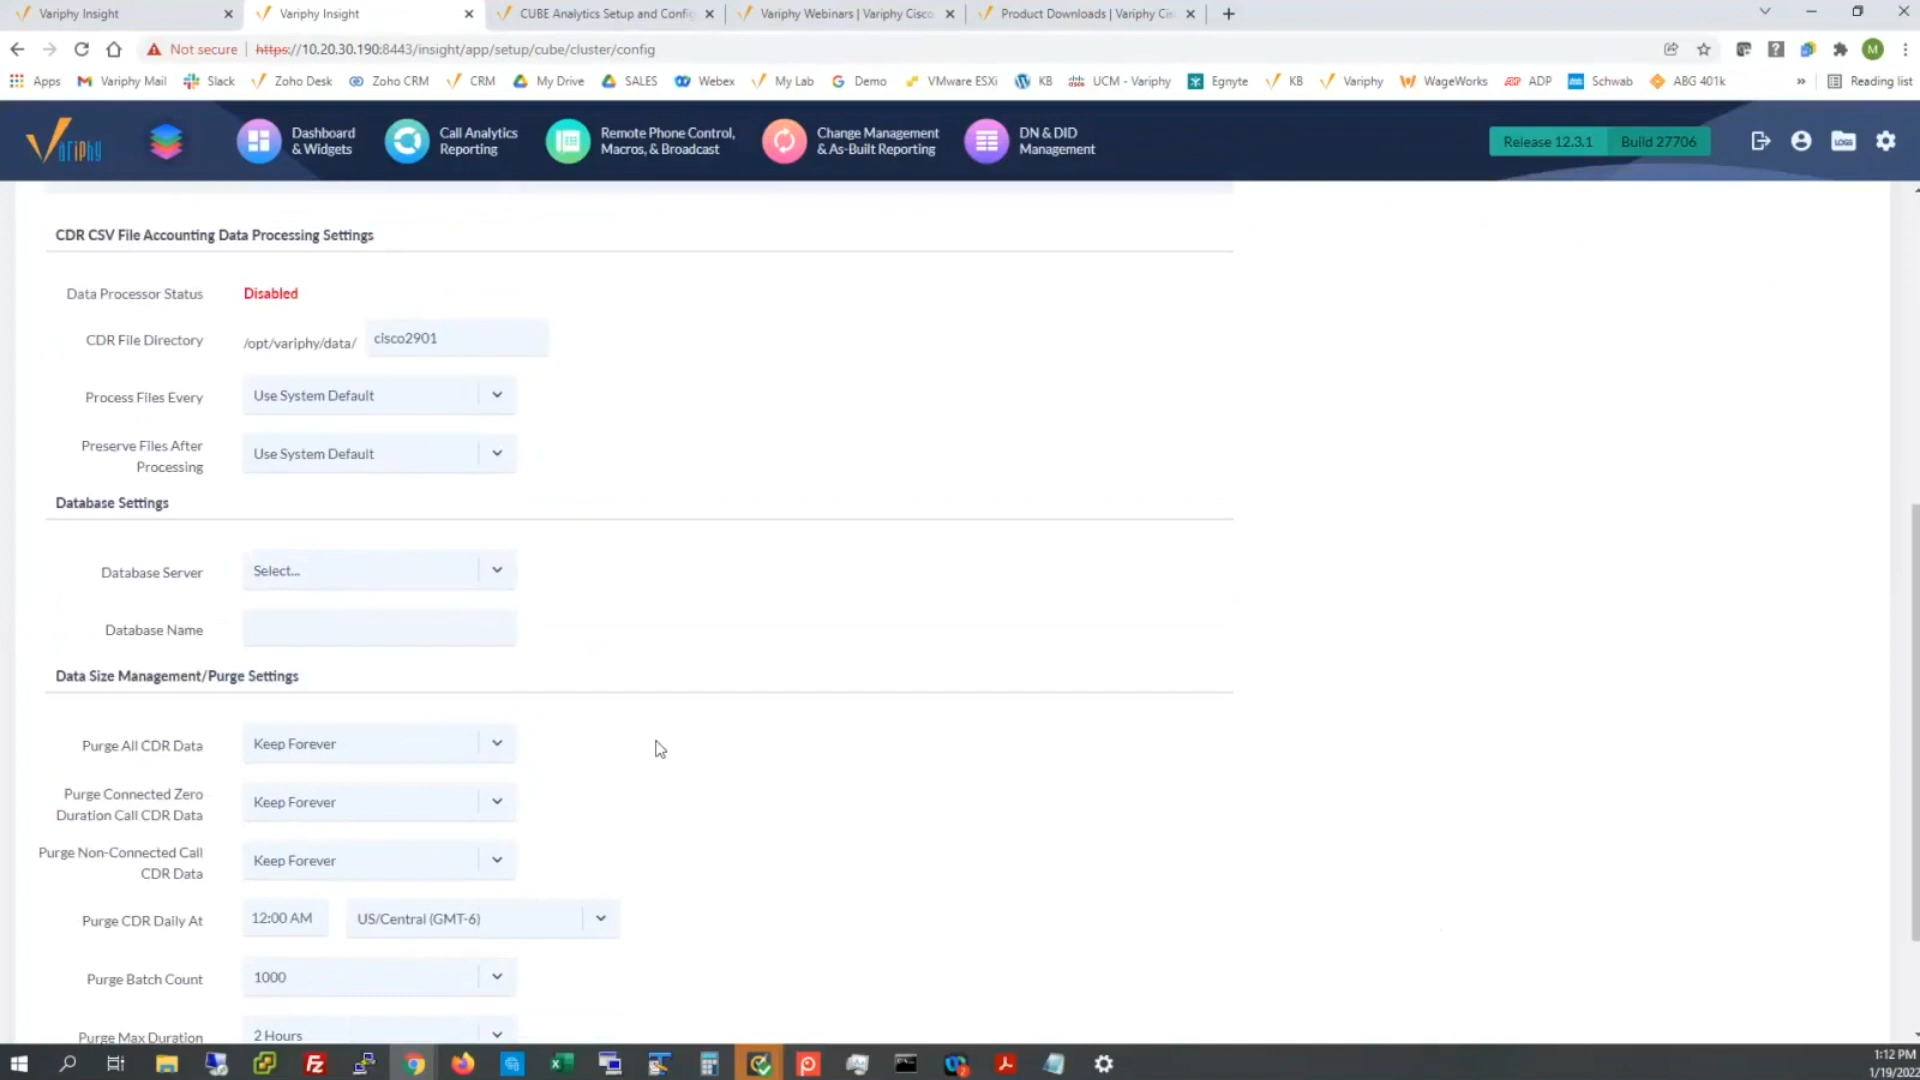 Variphy Insight
Variphy Insight
CUBE Analytics Setup and Config
Variphy Webinars | Variphy Cisco
Product Downloads | Variphy Cis
Not secure
https://10.20.30.190:8443/insight/app/setup/cube/cluster/config
M
Apps
Variphy Mail
Slack
Zoho Desk
Zoho CRM
CRM
My Drive
SALES
Webex
My Lab
Demo
VMware ESXi
KB
UCM - Variphy
Egnyte
KB
Variphy
WageWorks
ADP
Schwab
ABG 401k
»
Reading list
Variphy
Dashboard
& Widgets
Call Analytics
Reporting
Remote Phone Control,
Macros, & Broadcast
Change Management
& As-Built Reporting
DN & DID
Management
Release 12.3.1
Build 27706
LOGS
CDR CSV File Accounting Data Processing Settings
Data Processor Status
Disabled
CDR File Directory
/opt/variphy/data/
cisco2901
Process Files Every
Use System Default
Preserve Files After
Processing
Use System Default
Database Settings
Database Server
Select...
Database Name
Data Size Management/Purge Settings
Purge All CDR Data
Keep Forever
Purge Connected Zero
Duration Call CDR Data
Keep Forever
Purge Non-Connected Call
CDR Data
Keep Forever
Purge CDR Daily At
12:00 AM
US/Central (GMT-6)
Purge Batch Count
1000
Purge Max Duration
2 Hours
1:12 PM
1/19/2022